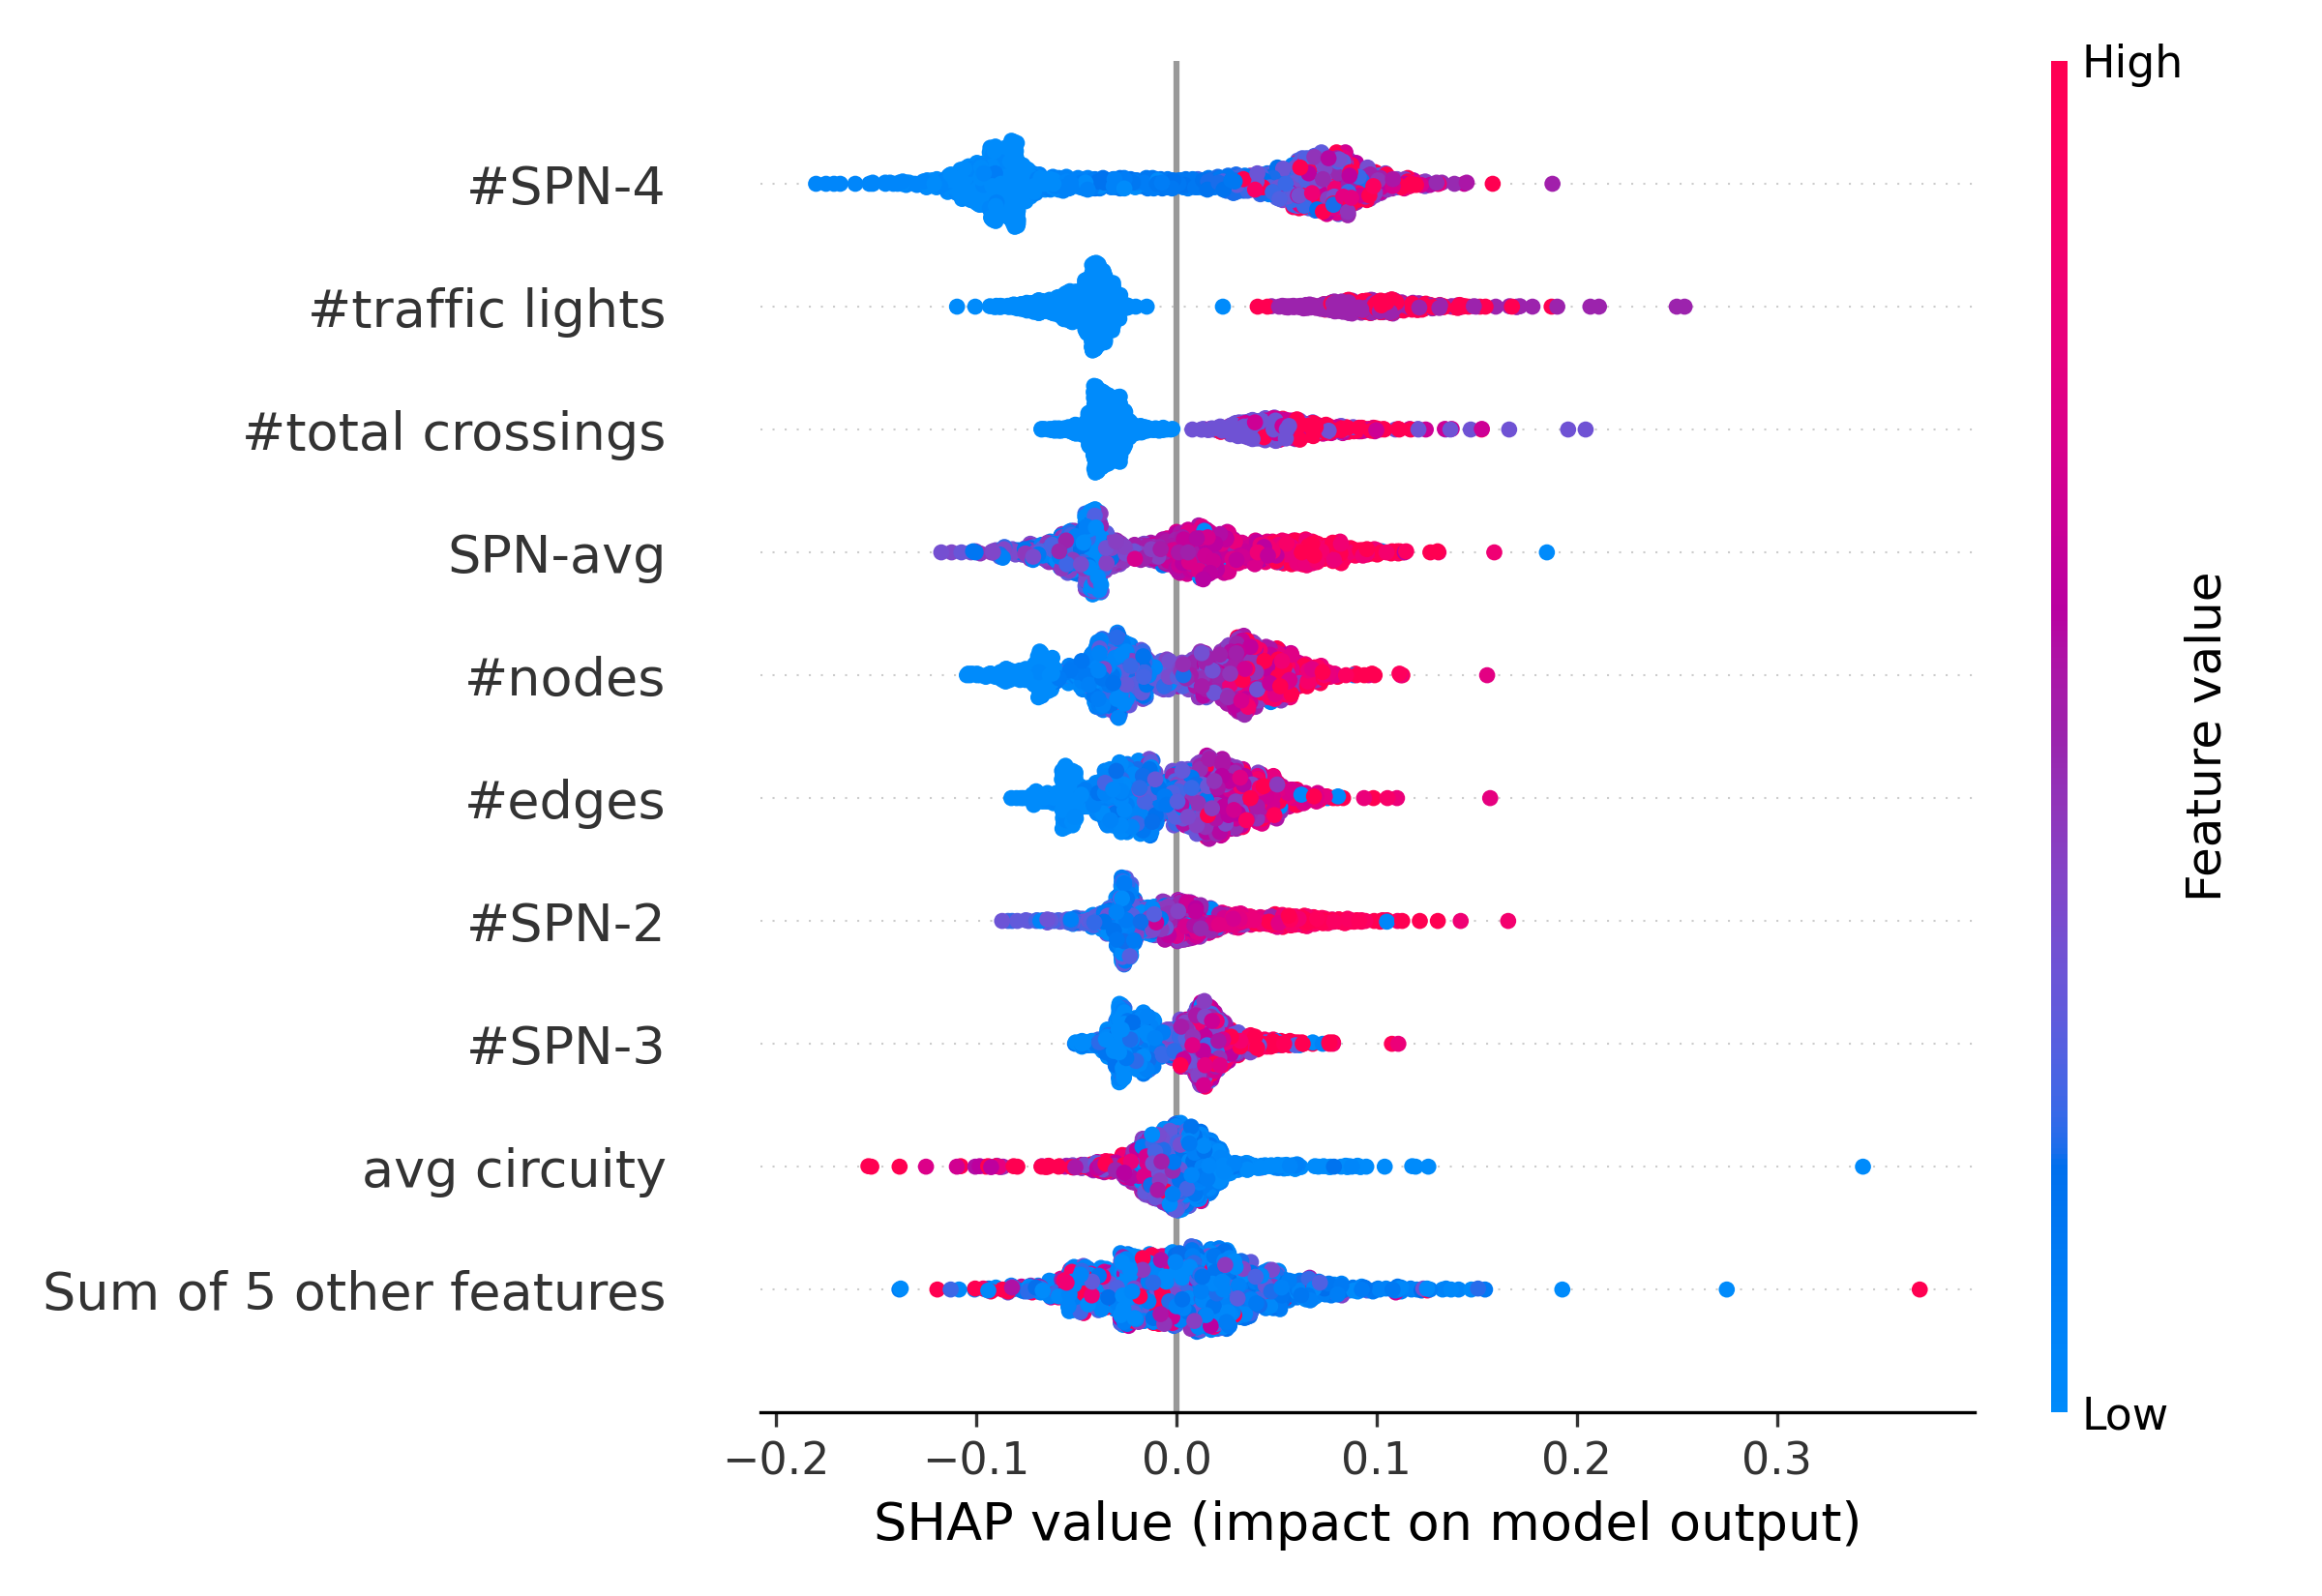 High
#SPN-4
#traffic lights
#total crossings
SPN-avg
#nodes
#edges
#SPN-2
#SPN-3
avg circuity
Sum of 5 other features
Feature value
Low
−0.2 −0.1 0.0 0.1 0.2 0.3
SHAP value (impact on model output)